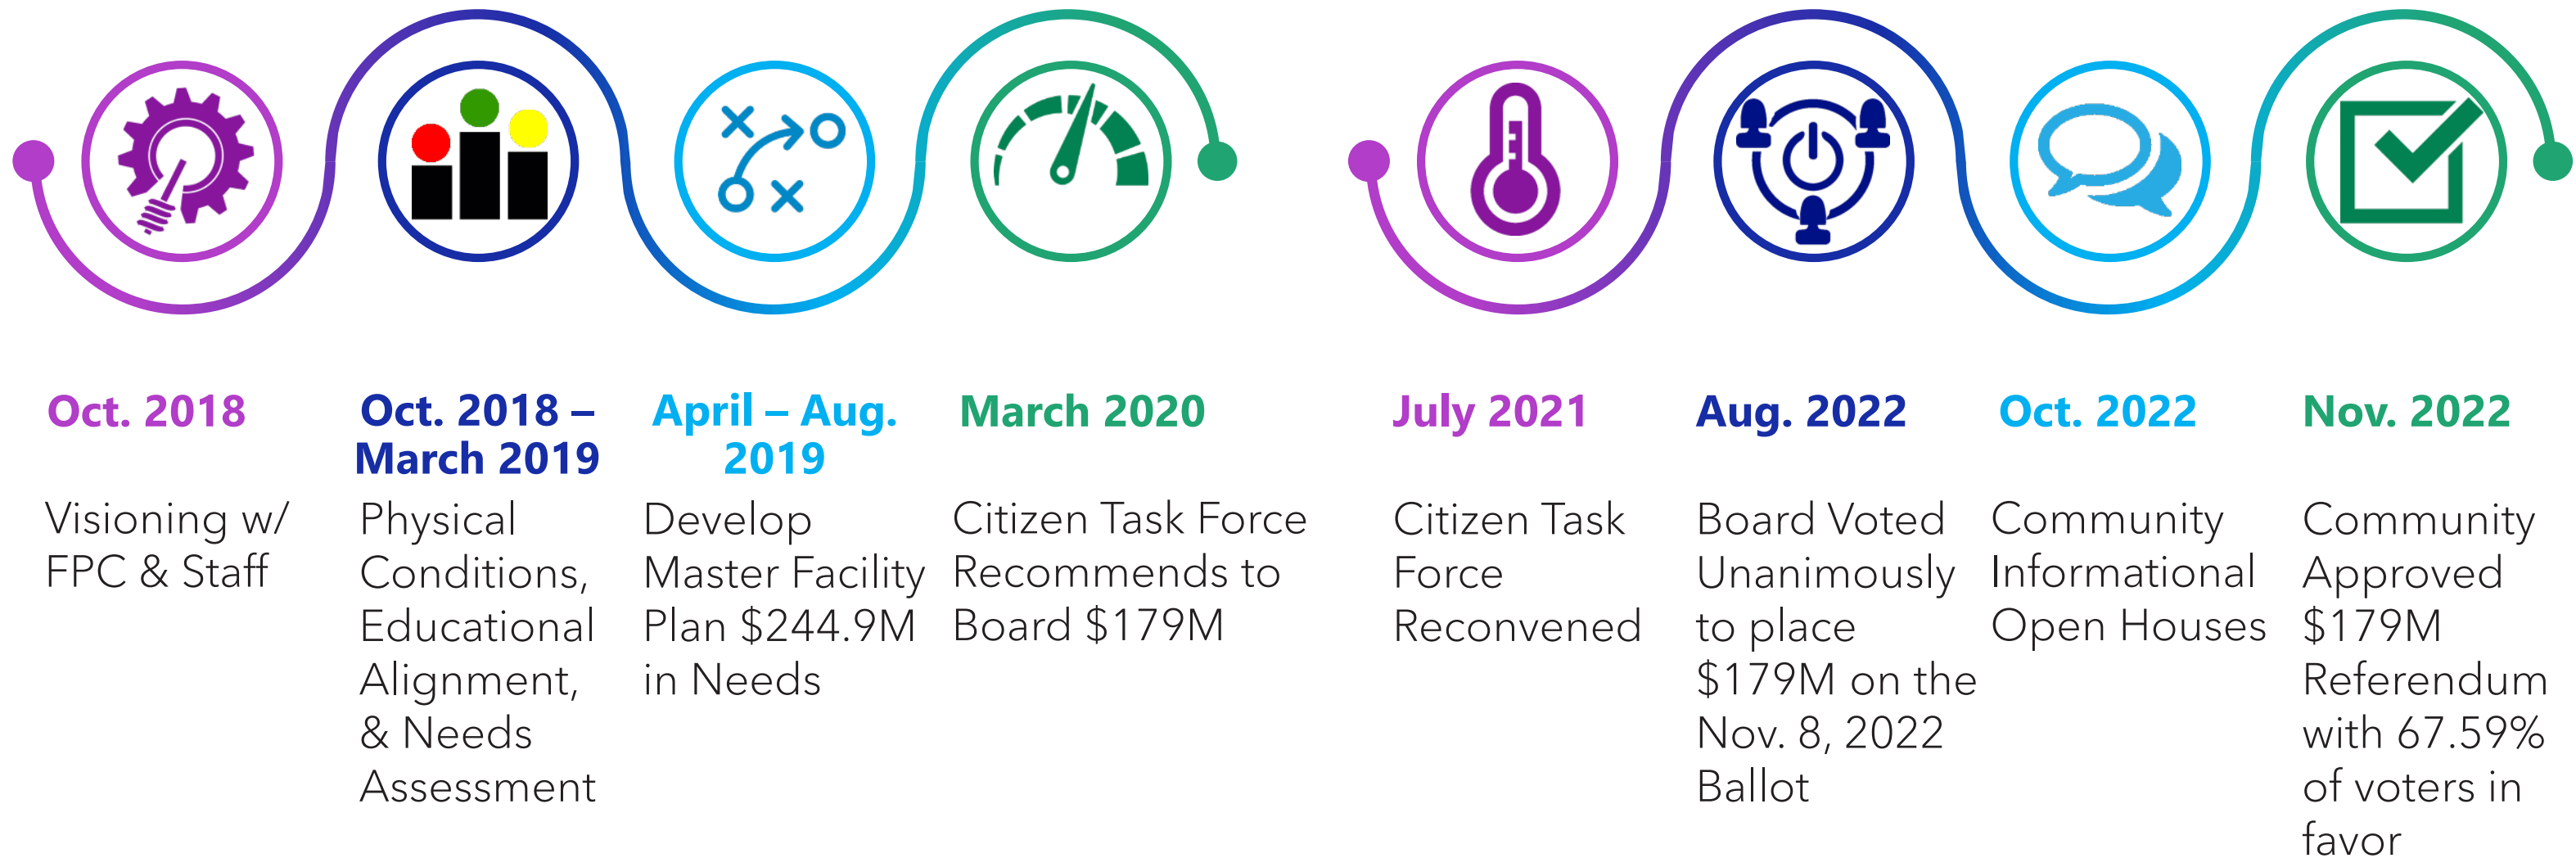 Oct. 2018
Visioning w/
FPC & Staff
Oct. 2018 –
March 2019
Physical
Conditions,
Educational
Alignment,
& Needs
Assessment
April – Aug.
2019
Develop
Master Facility
Plan $244.9M
in Needs
March 2020
Citizen Task Force
Recommends to
Board $179M
July 2021
Citizen Task
Force
Reconvened
Aug. 2022
Board Voted
Unanimously
to place
$179M on the
Nov. 8, 2022
Ballot
Oct. 2022
Community
Informational
Open Houses
Nov. 2022
Community
Approved
$179M
Referendum
with 67.59%
of voters in
favor